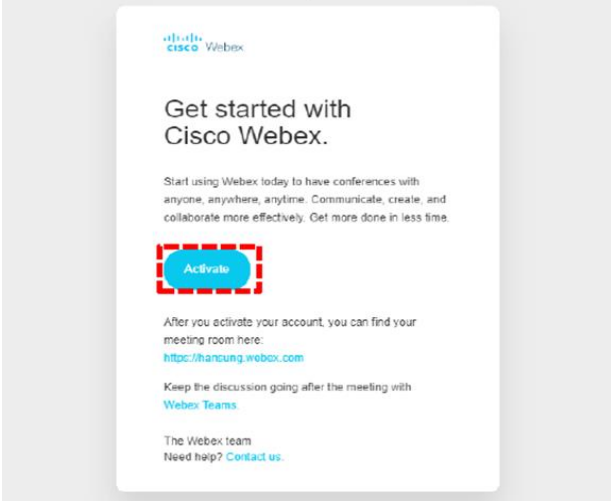 CISCO Webex
Get started with
Cisco Webex.
Start using Webex today to have conferences with
anyone, anywhere, anytime. Communicate, create, and
collaborate more effectively. Get more done in less time.
Activate
After you activate your account, you can find your
meeting room here:
https://hansung.webex.com
Keep the discussion going after the meeting with
Webex Teams.
The Webex team
Need help? Contact us.